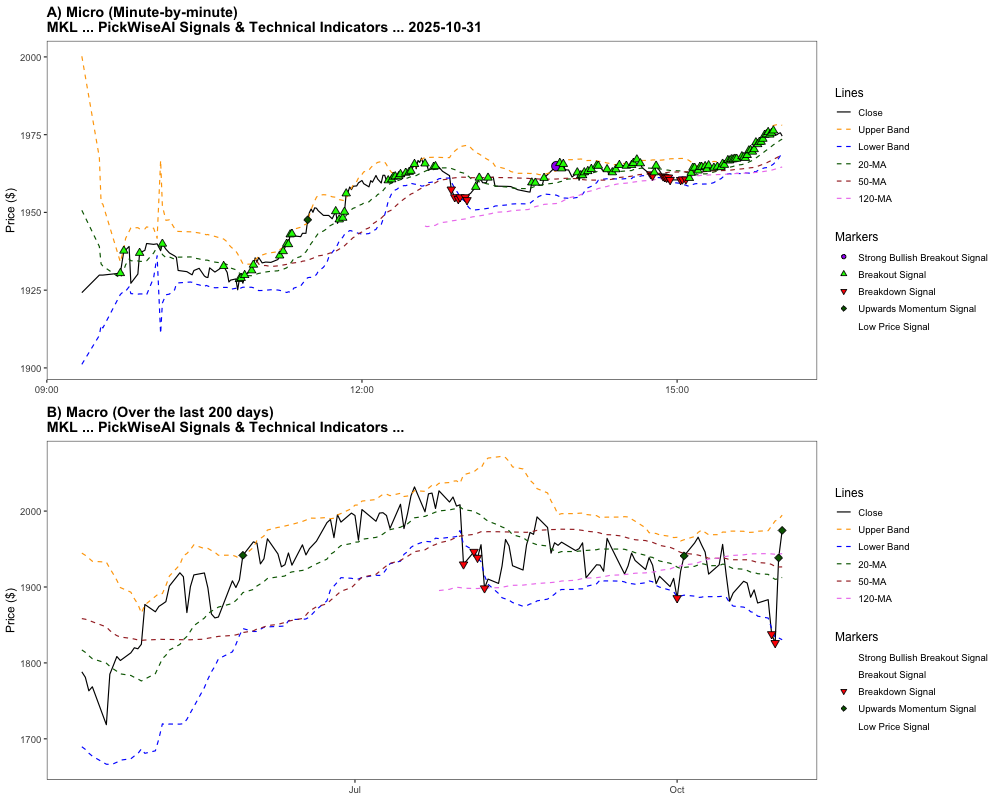 A) Micro (Minute-by-minute)
MKL ... PickWiseAI Signals & Technical Indicators ... 2025-10-31
2000
1975
1950
1925
1900
Price ($)
09:00
12:00
15:00
Lines
Close
Upper Band
Lower Band
20-MA
50-MA
120-MA
Markers
Strong Bullish Breakout Signal
Breakout Signal
Breakdown Signal
Upwards Momentum Signal
Low Price Signal
B) Macro (Over the last 200 days)
MKL ... PickWiseAI Signals & Technical Indicators ...
2000
1900
1800
1700
Price ($)
Jul
Oct
Lines
Close
Upper Band
Lower Band
20-MA
50-MA
120-MA
Markers
Strong Bullish Breakout Signal
Breakout Signal
Breakdown Signal
Upwards Momentum Signal
Low Price Signal